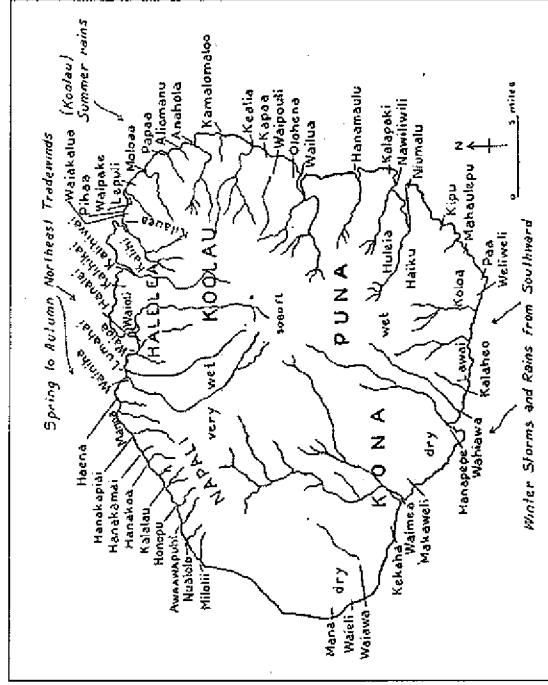 Spring to Autumn Northeast Tradewinds
(Koolau)
Summer rains
Haena
Hanakapiai
Hanakamai
Hanakoa
Kalalau
Honopu
Awaawapuhi
Nualolo
Milolii
Wainiha
Lumahai
Waipa
Waioli
Hanalei
Kalihikai
Kalihiwai
Pihaa
Waiakalua
Waipake
Lepuli
Moloaa
Papaa
Aliomanu
Anahola
Kamalomaloo
Kealia
Kapaa
Waipouli
Olohena
Wailua
Hanamaulu
Kalapaki
Nawiliwili
Niumalu
Kilauea
HALELEA
KOOLAU
NAPALI
very
wet
soguri
PUNA
wet
Huleia
Haiku
KONA
dry
Mana
Waieli
Waiawa
dry
Kekaha
Waimea
Makaweli
Hanapepe
Wahiawa
Kalaheo
Lawai
Koloa
Weliweli
Paa
Mahaulepu
Kipu
N
0 5 miles
Winter Storms and Rains from Southward